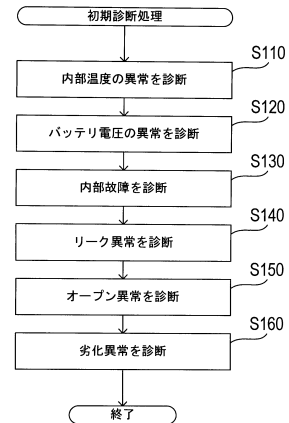 初期診断処理
S110
内部温度の異常を診断
S120
バッテリ電圧の異常を診断
S130
内部故障を診断
S140
リーク異常を診断
S150
オープン異常を診断
S160
劣化異常を診断
終了